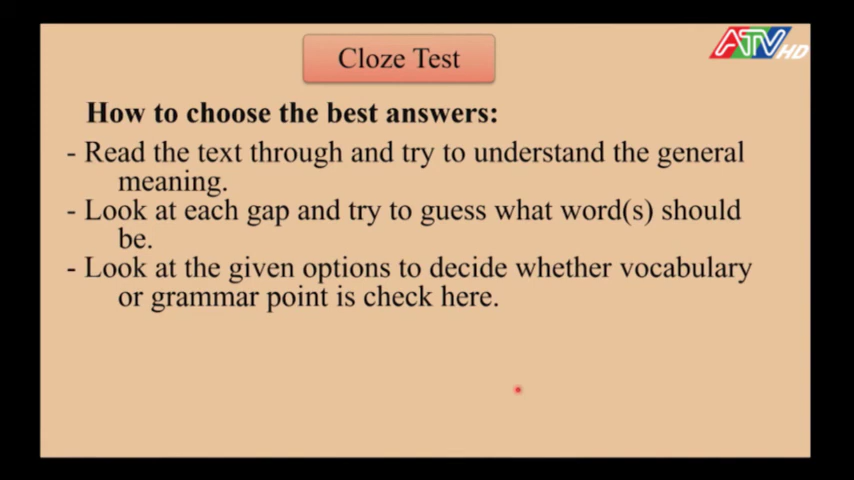 Cloze Test
ATV HD
How to choose the best answers:
- Read the text through and try to understand the general
meaning.
- Look at each gap and try to guess what word(s) should
be.
- Look at the given options to decide whether vocabulary
or grammar point is check here.